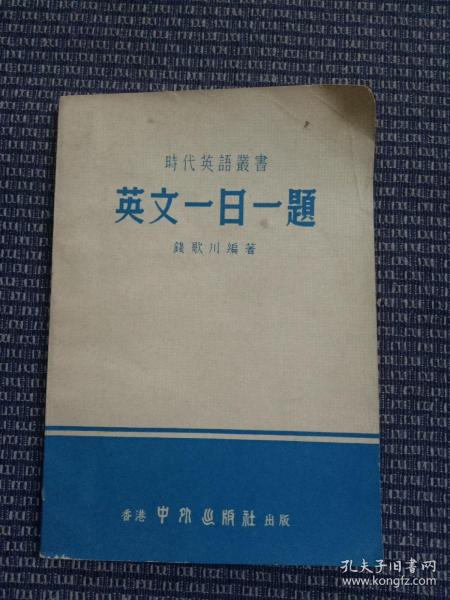 時代英語叢書
英文一日一題
錢歌川編著
香港 中外出版社 出版
孔夫子旧书网
www.kongfz.com